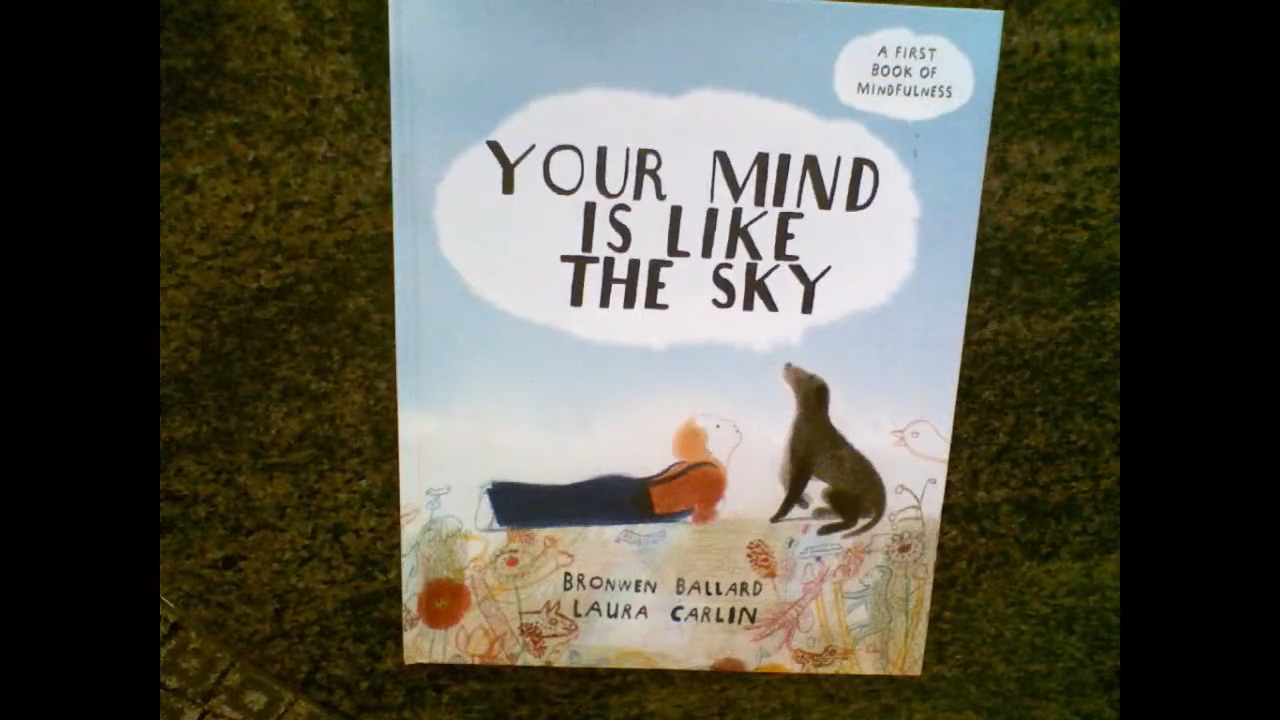 A FIRST
BOOK OF
MINDFULNESS
YOUR MIND
IS LIKE
THE SKY
BRONWEN BALLARD
LAURA CARLIN